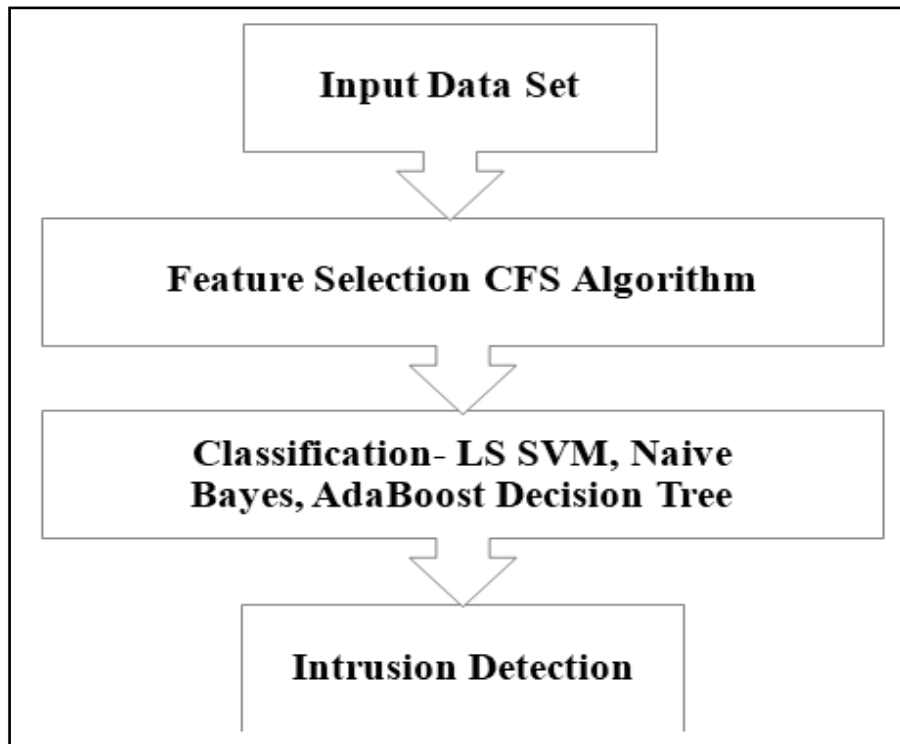 Input Data Set
Feature Selection CFS Algorithm
Classification- LS SVM, Naive
Bayes, AdaBoost Decision Tree
Intrusion Detection